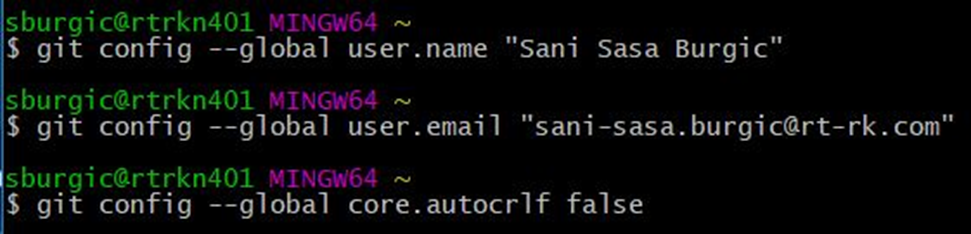 sburgic@rtrkn401 MINGW64 ~
$ git config --global user.name "Sani Sasa Burgic"
sburgic@rtrkn401 MINGW64 ~
$ git config --global user.email "sani-sasa.burgic@rt-rk.com"
sburgic@rtrkn401 MINGW64 ~
$ git config --global core.autocrlf false